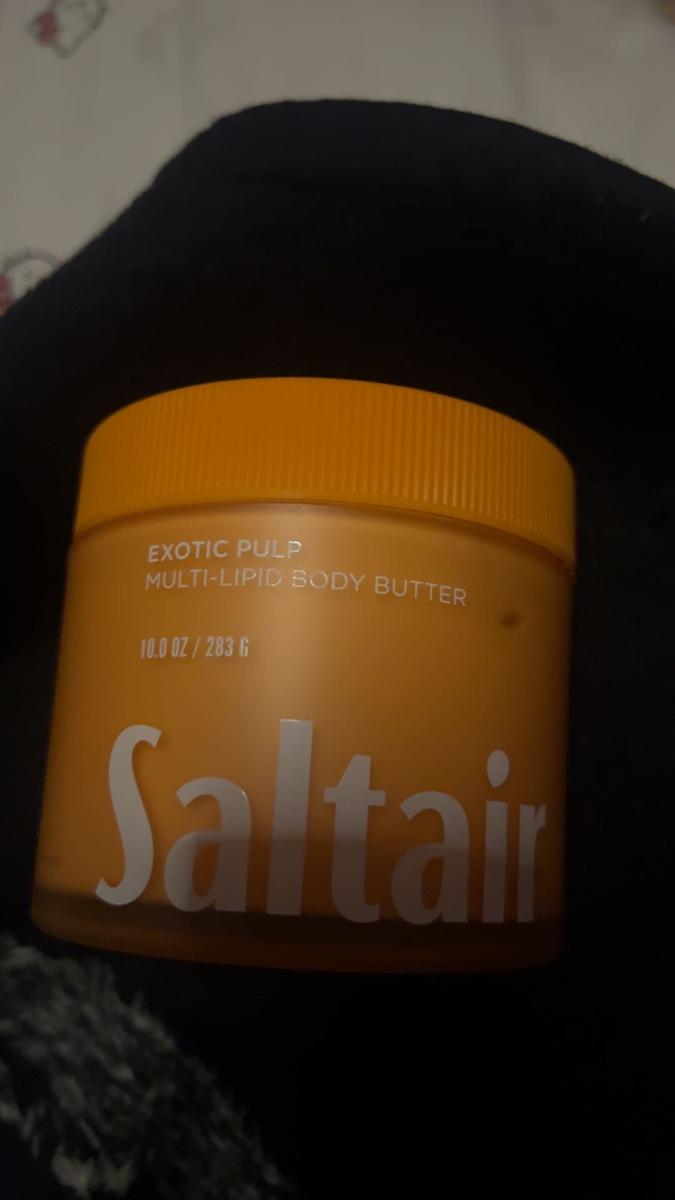 EXOTIC PULP
MULTI-LIPID BODY BUTTER
10.0 OZ / 283 G
Saltair